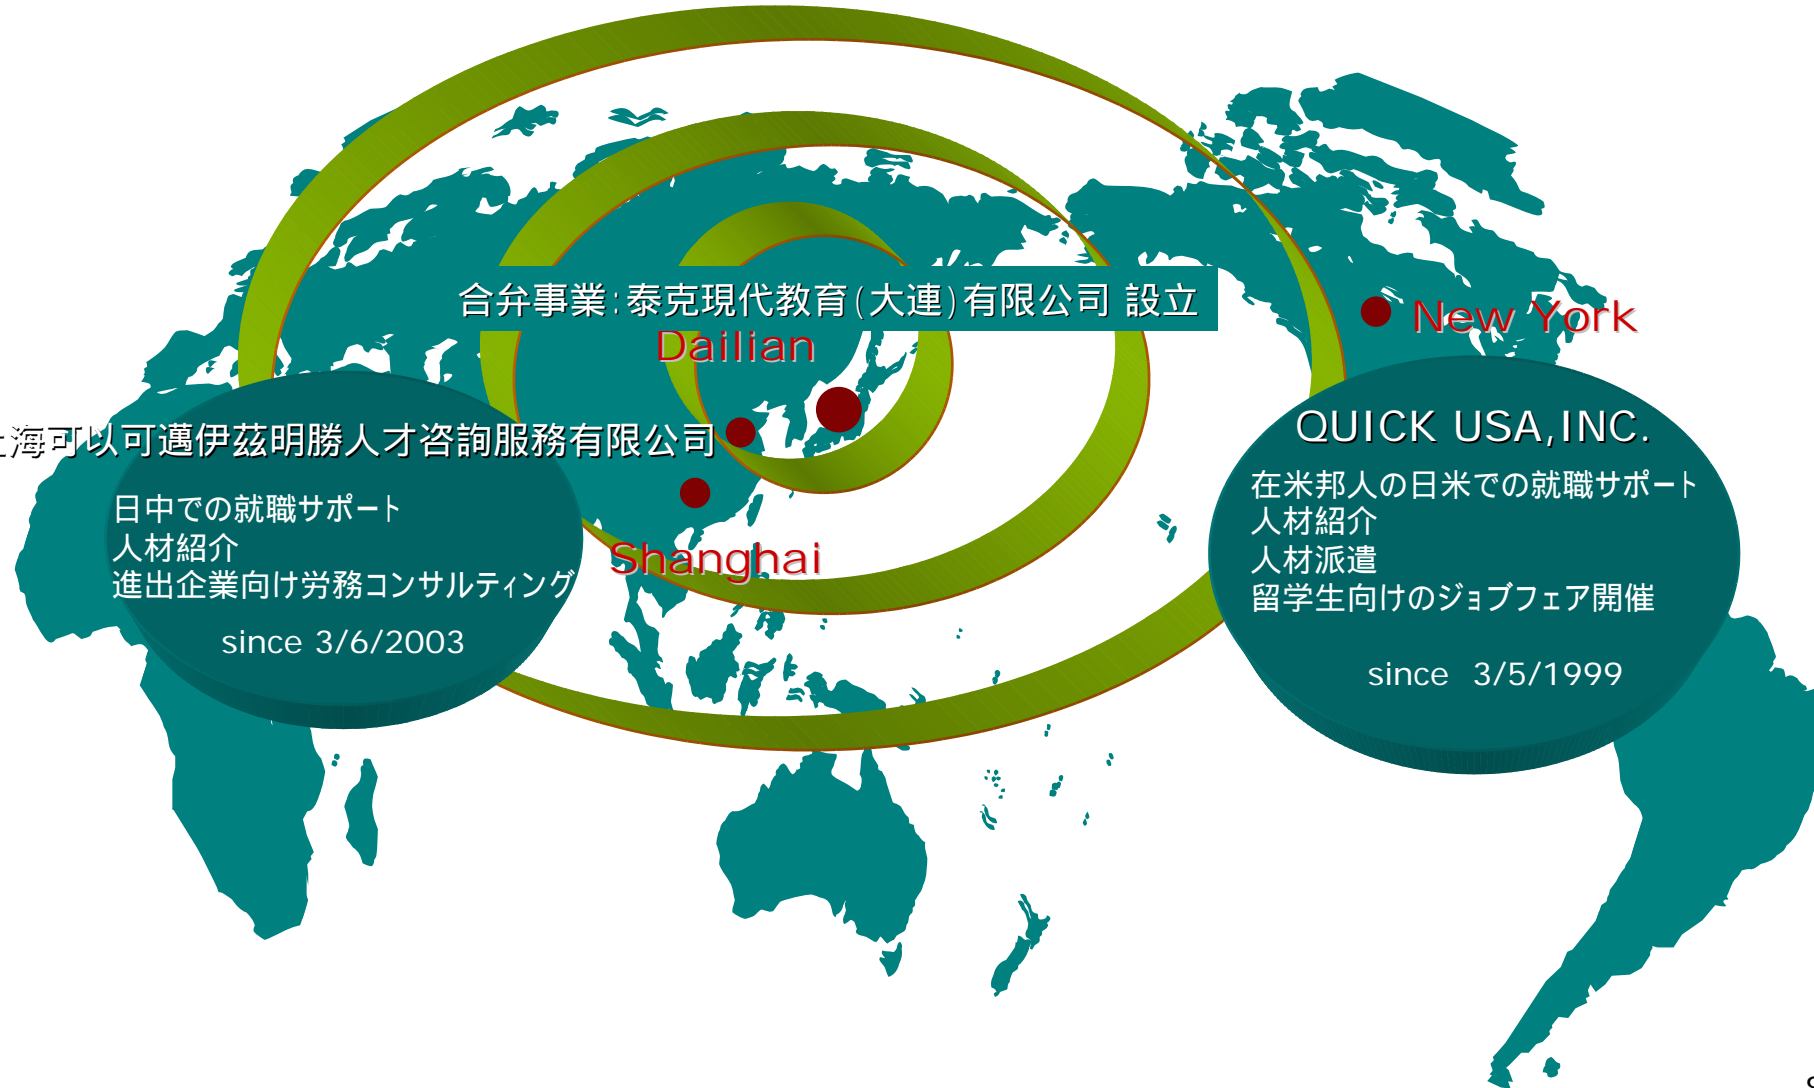 合弁事業:泰克現代教育(大連)有限公司 設立
Dailian
New York
上海可以可邁伊茲明勝人才咨詢服務有限公司
日中での就職サポート
人材紹介
進出企業向け労務コンサルティング
since 3/6/2003
Shanghai
QUICK USA,INC.
在米邦人の日米での就職サポート
人材紹介
人材派遣
留学生向けのジョブフェア開催
since 3/5/1999